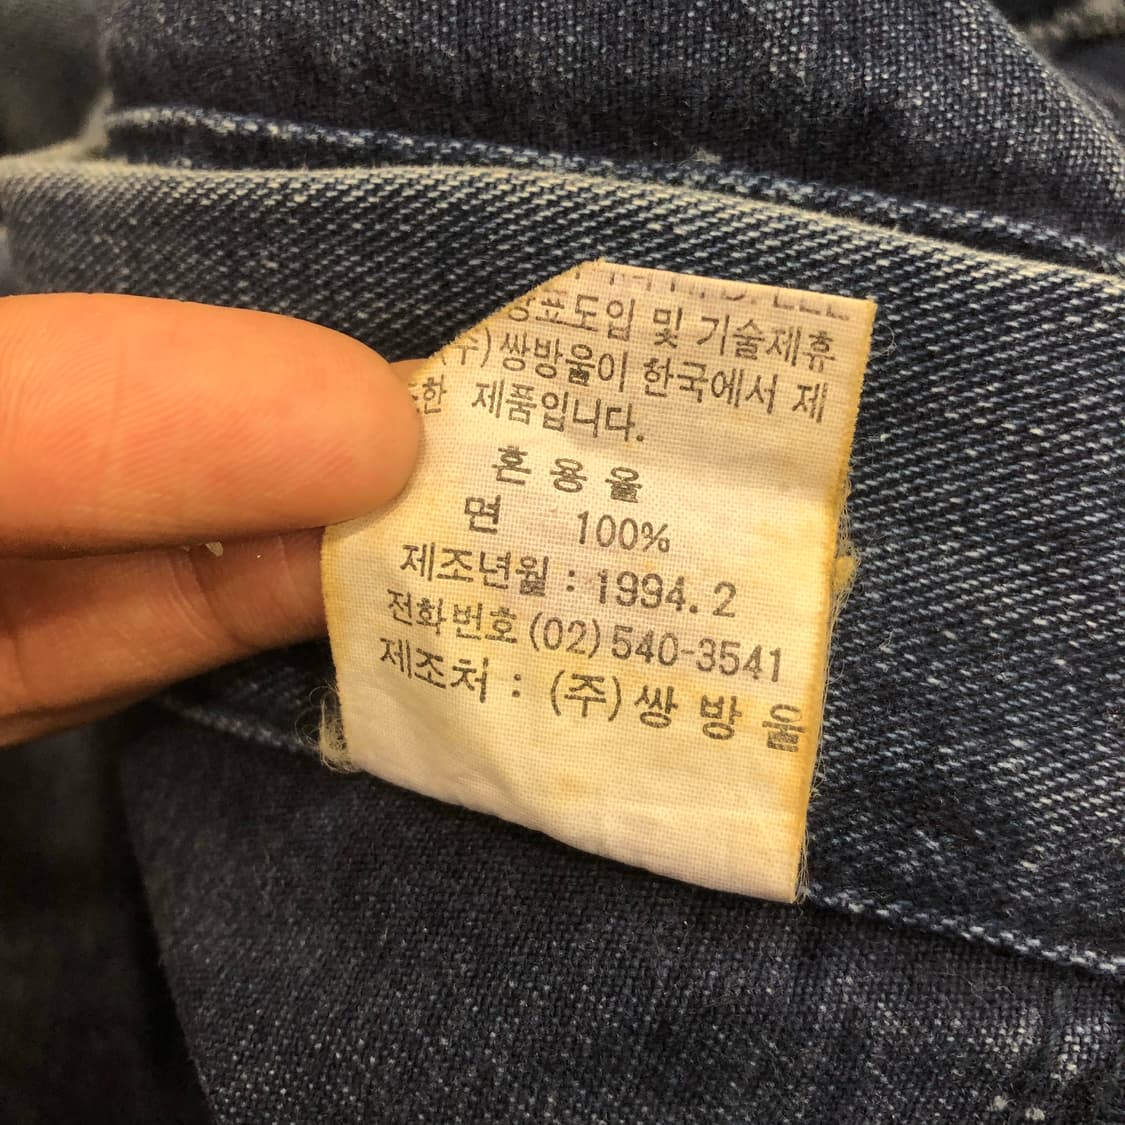 상표도입 및 기술제휴
(주)쌍방울이 한국에서 제
조한 제품입니다.
혼용율
면 100%
제조년월 : 1994.2
전화번호 (02)540-3541
제조처 : (주)쌍방울